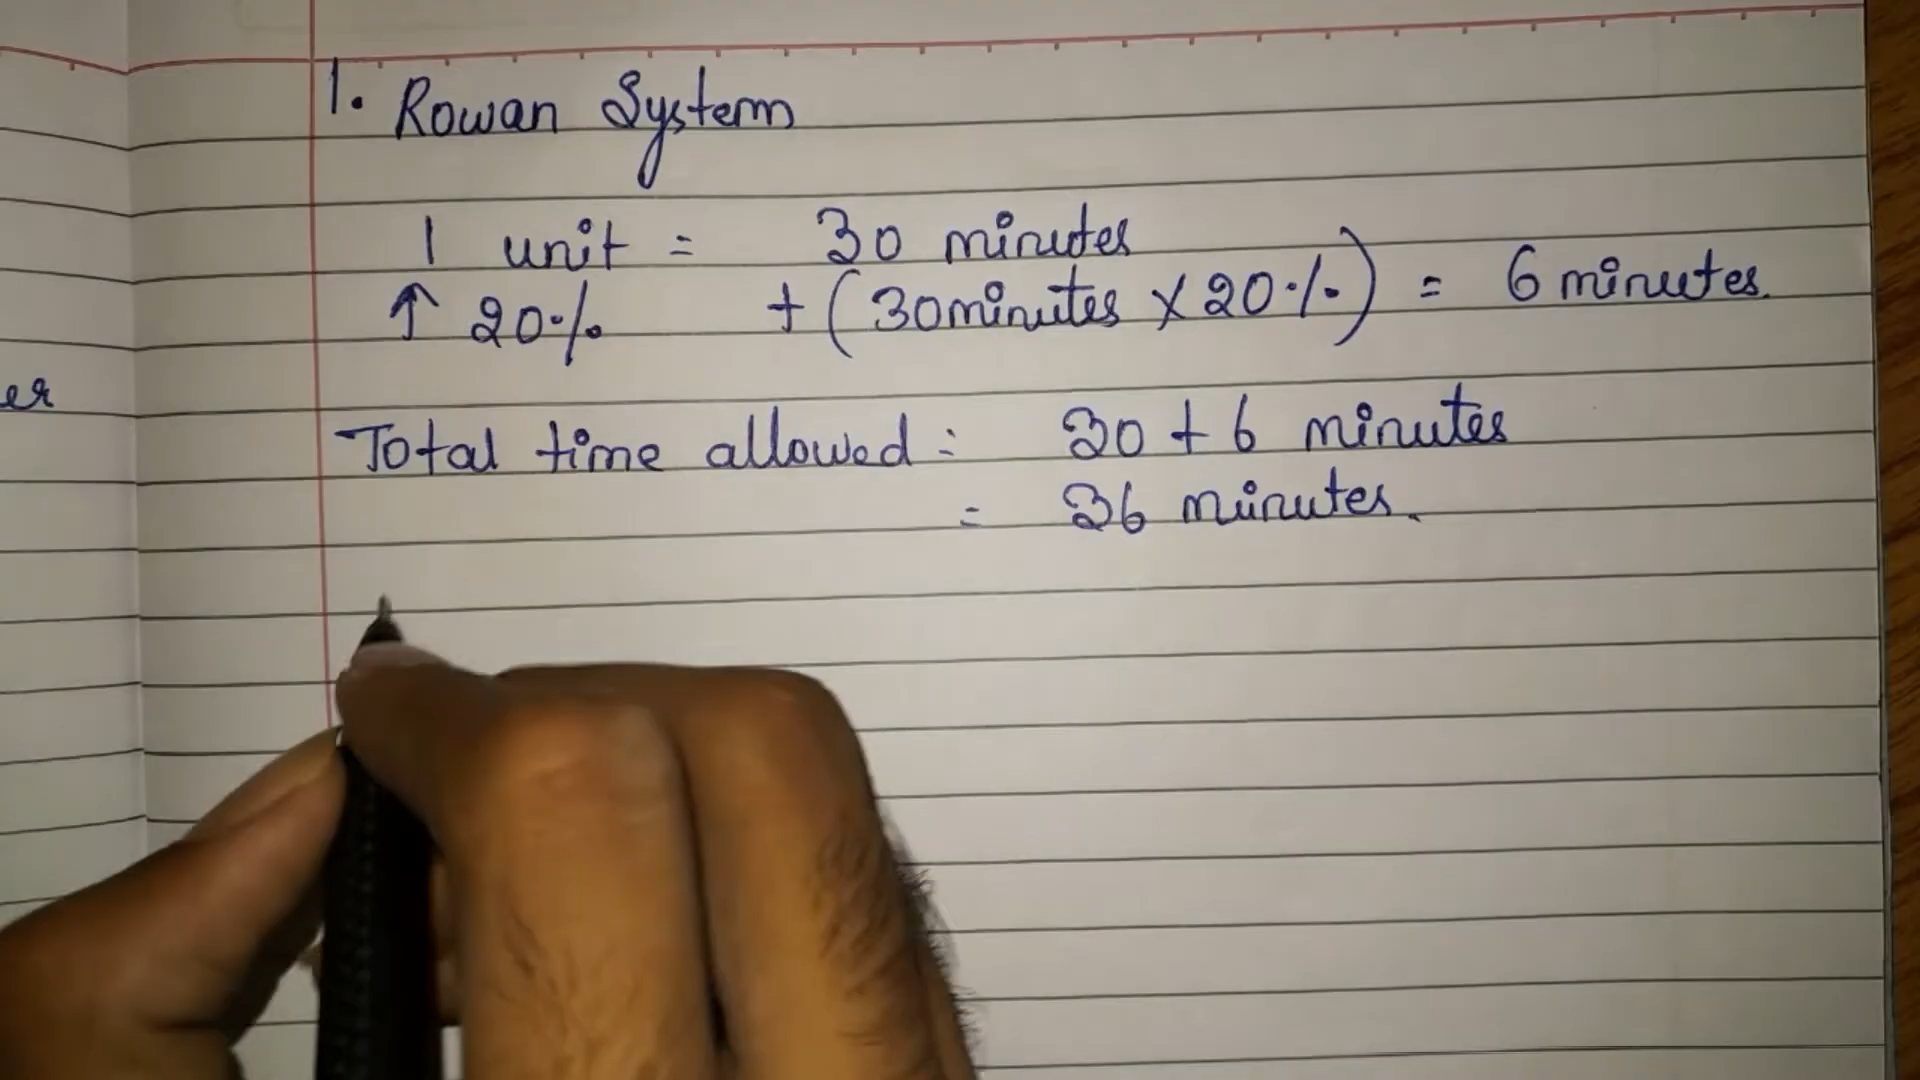 er
1. Rowan System
1 unit = 30 minutes
↑ 20% + (30minutes × 20%) = 6 minutes.
Total time allowed = 30 + 6 minutes
= 36 minutes.